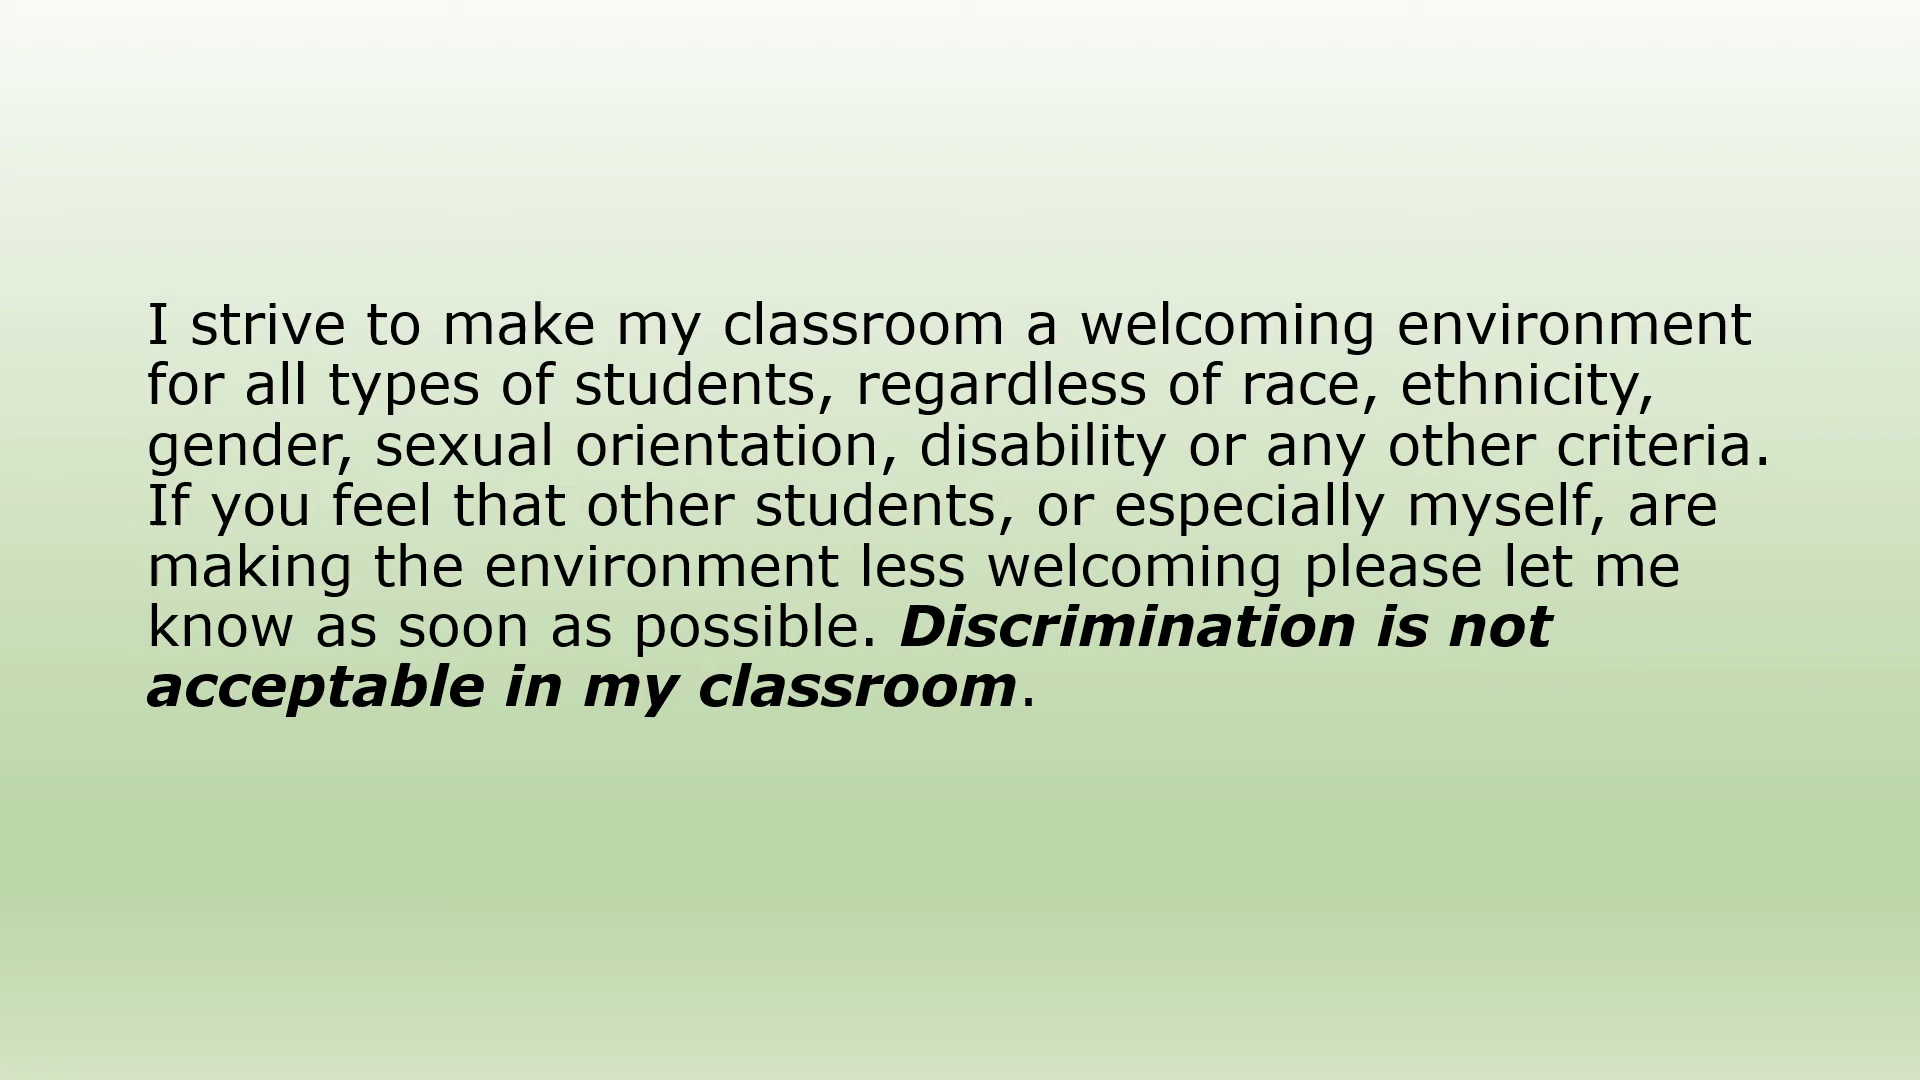 I strive to make my classroom a welcoming environment
for all types of students, regardless of race, ethnicity,
gender, sexual orientation, disability or any other criteria.
If you feel that other students, or especially myself, are
making the environment less welcoming please let me
know as soon as possible. Discrimination is not
acceptable in my classroom.